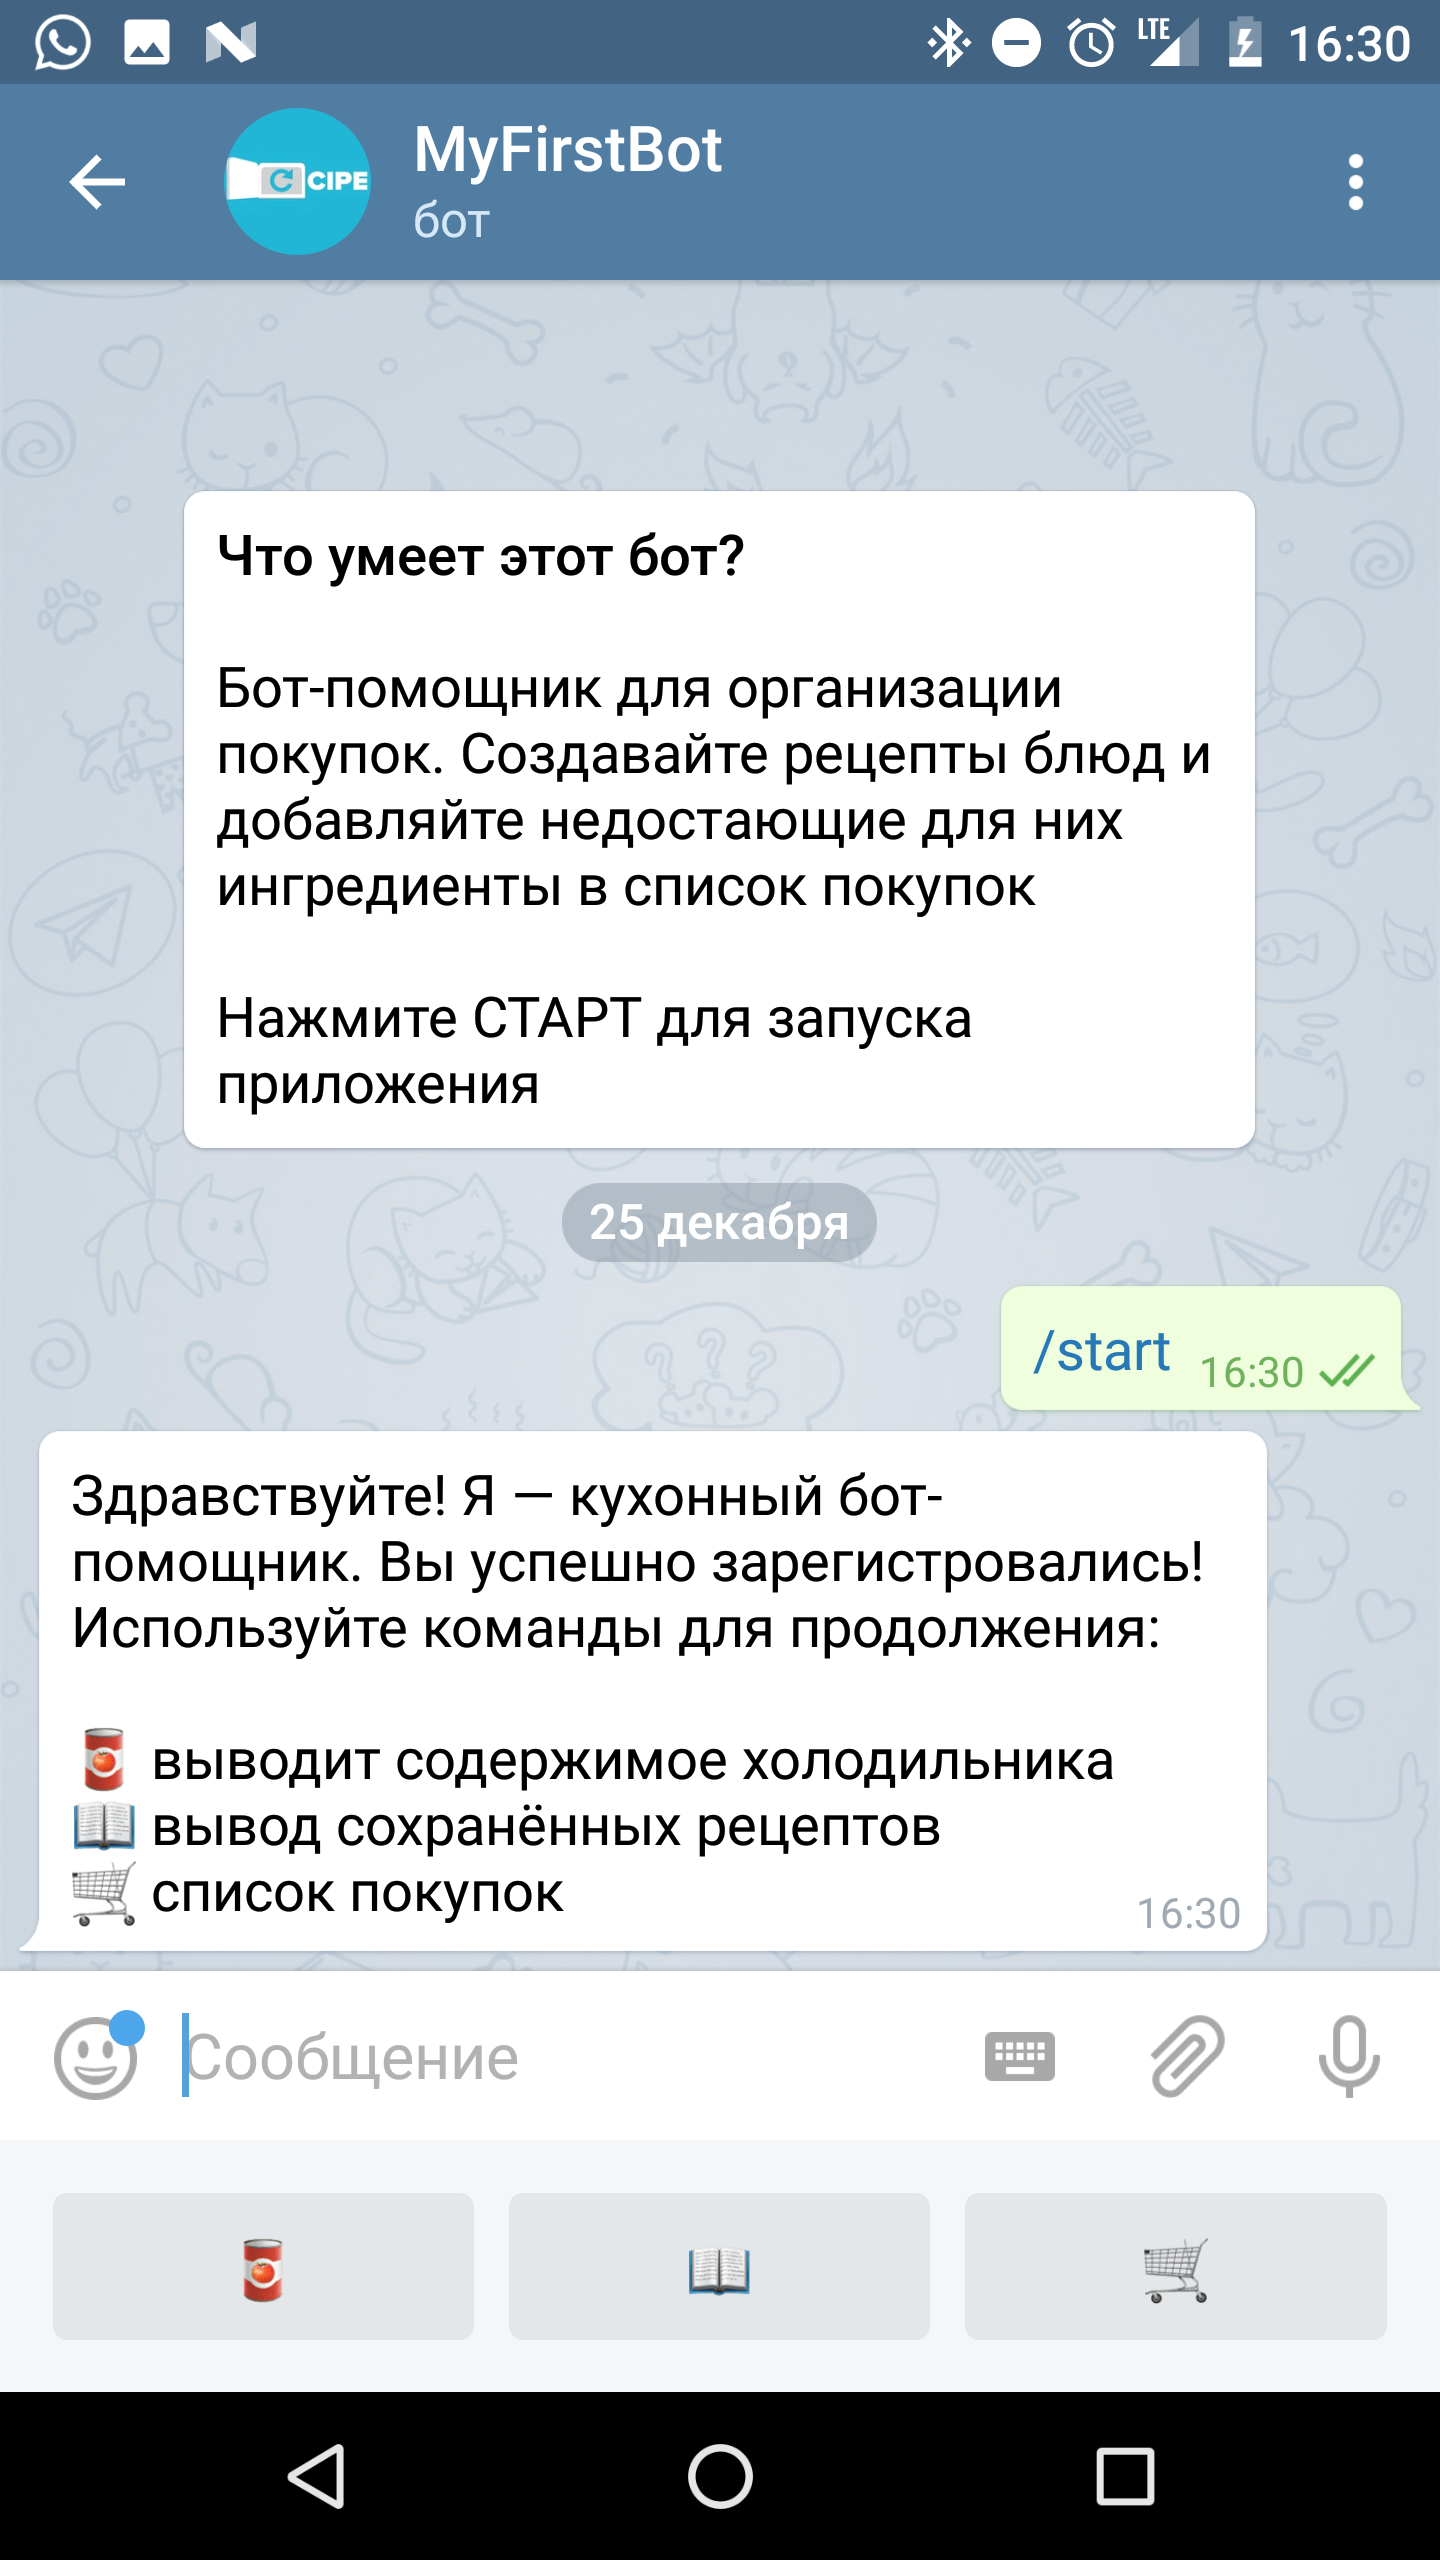 LTE 16:30
MyFirstBot
CIPE
бот
Что умеет этот бот?
Бот-помощник для организации
покупок. Создавайте рецепты блюд и
добавляйте недостающие для них
ингредиенты в список покупок
Нажмите СТАРТ для запуска
приложения
25 декабря
/start 16:30
Здравствуйте! Я — кухонный бот-
помощник. Вы успешно зарегистровались!
Используйте команды для продолжения:
🥫 выводит содержимое холодильника
📖 вывод сохранённых рецептов
🛒 список покупок
16:30
Сообщение